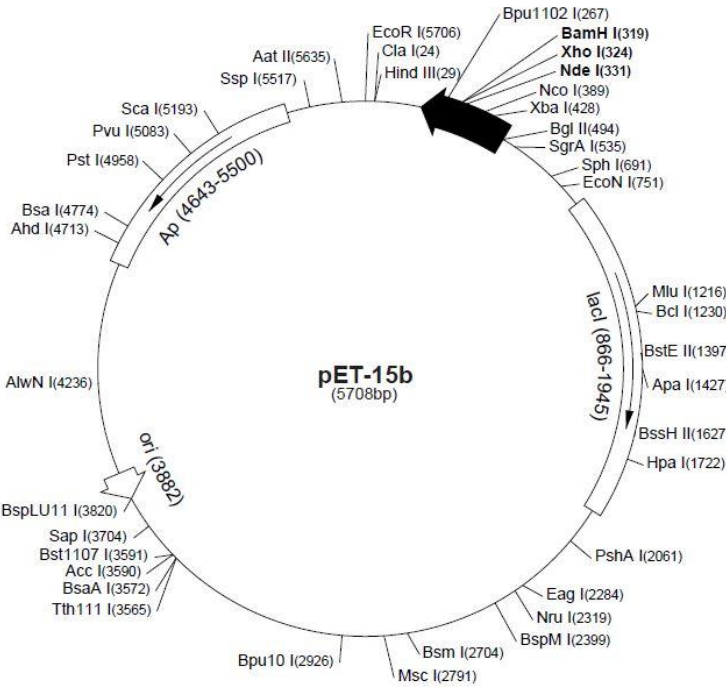 EcoR I(5706)
Cla I(24)
Hind III(29)
Bpu1102 I(267)
BamH I(319)
Xho I(324)
Nde I(331)
Nco I(389)
Xba I(428)
Bgl II(494)
SgrA I(535)
Sph I(691)
EcoN I(751)
lacI (866-1945)
Mlu I(1216)
Bcl I(1230)
BstE II(1397
Apa I(1427
BssH II(1627
Hpa I(1722)
PshA I(2061)
Eag I(2284)
Nru I(2319)
BspM I(2399)
Bsm I(2704)
Msc I(2791)
Bpu10 I(2926)
Tth111 I(3565)
BsaA I(3572)
Acc I(3590)
Bst1107 I(3591)
Sap I(3704)
BspLU11 I(3820)
ori (3882)
AlwN I(4236)
Ahd I(4713)
Bsa I(4774)
Pst I(4958)
Pvu I(5083)
Sca I(5193)
Ap (4643-5500)
Ssp I(5517)
Aat II(5635)
pET-15b
(5708bp)